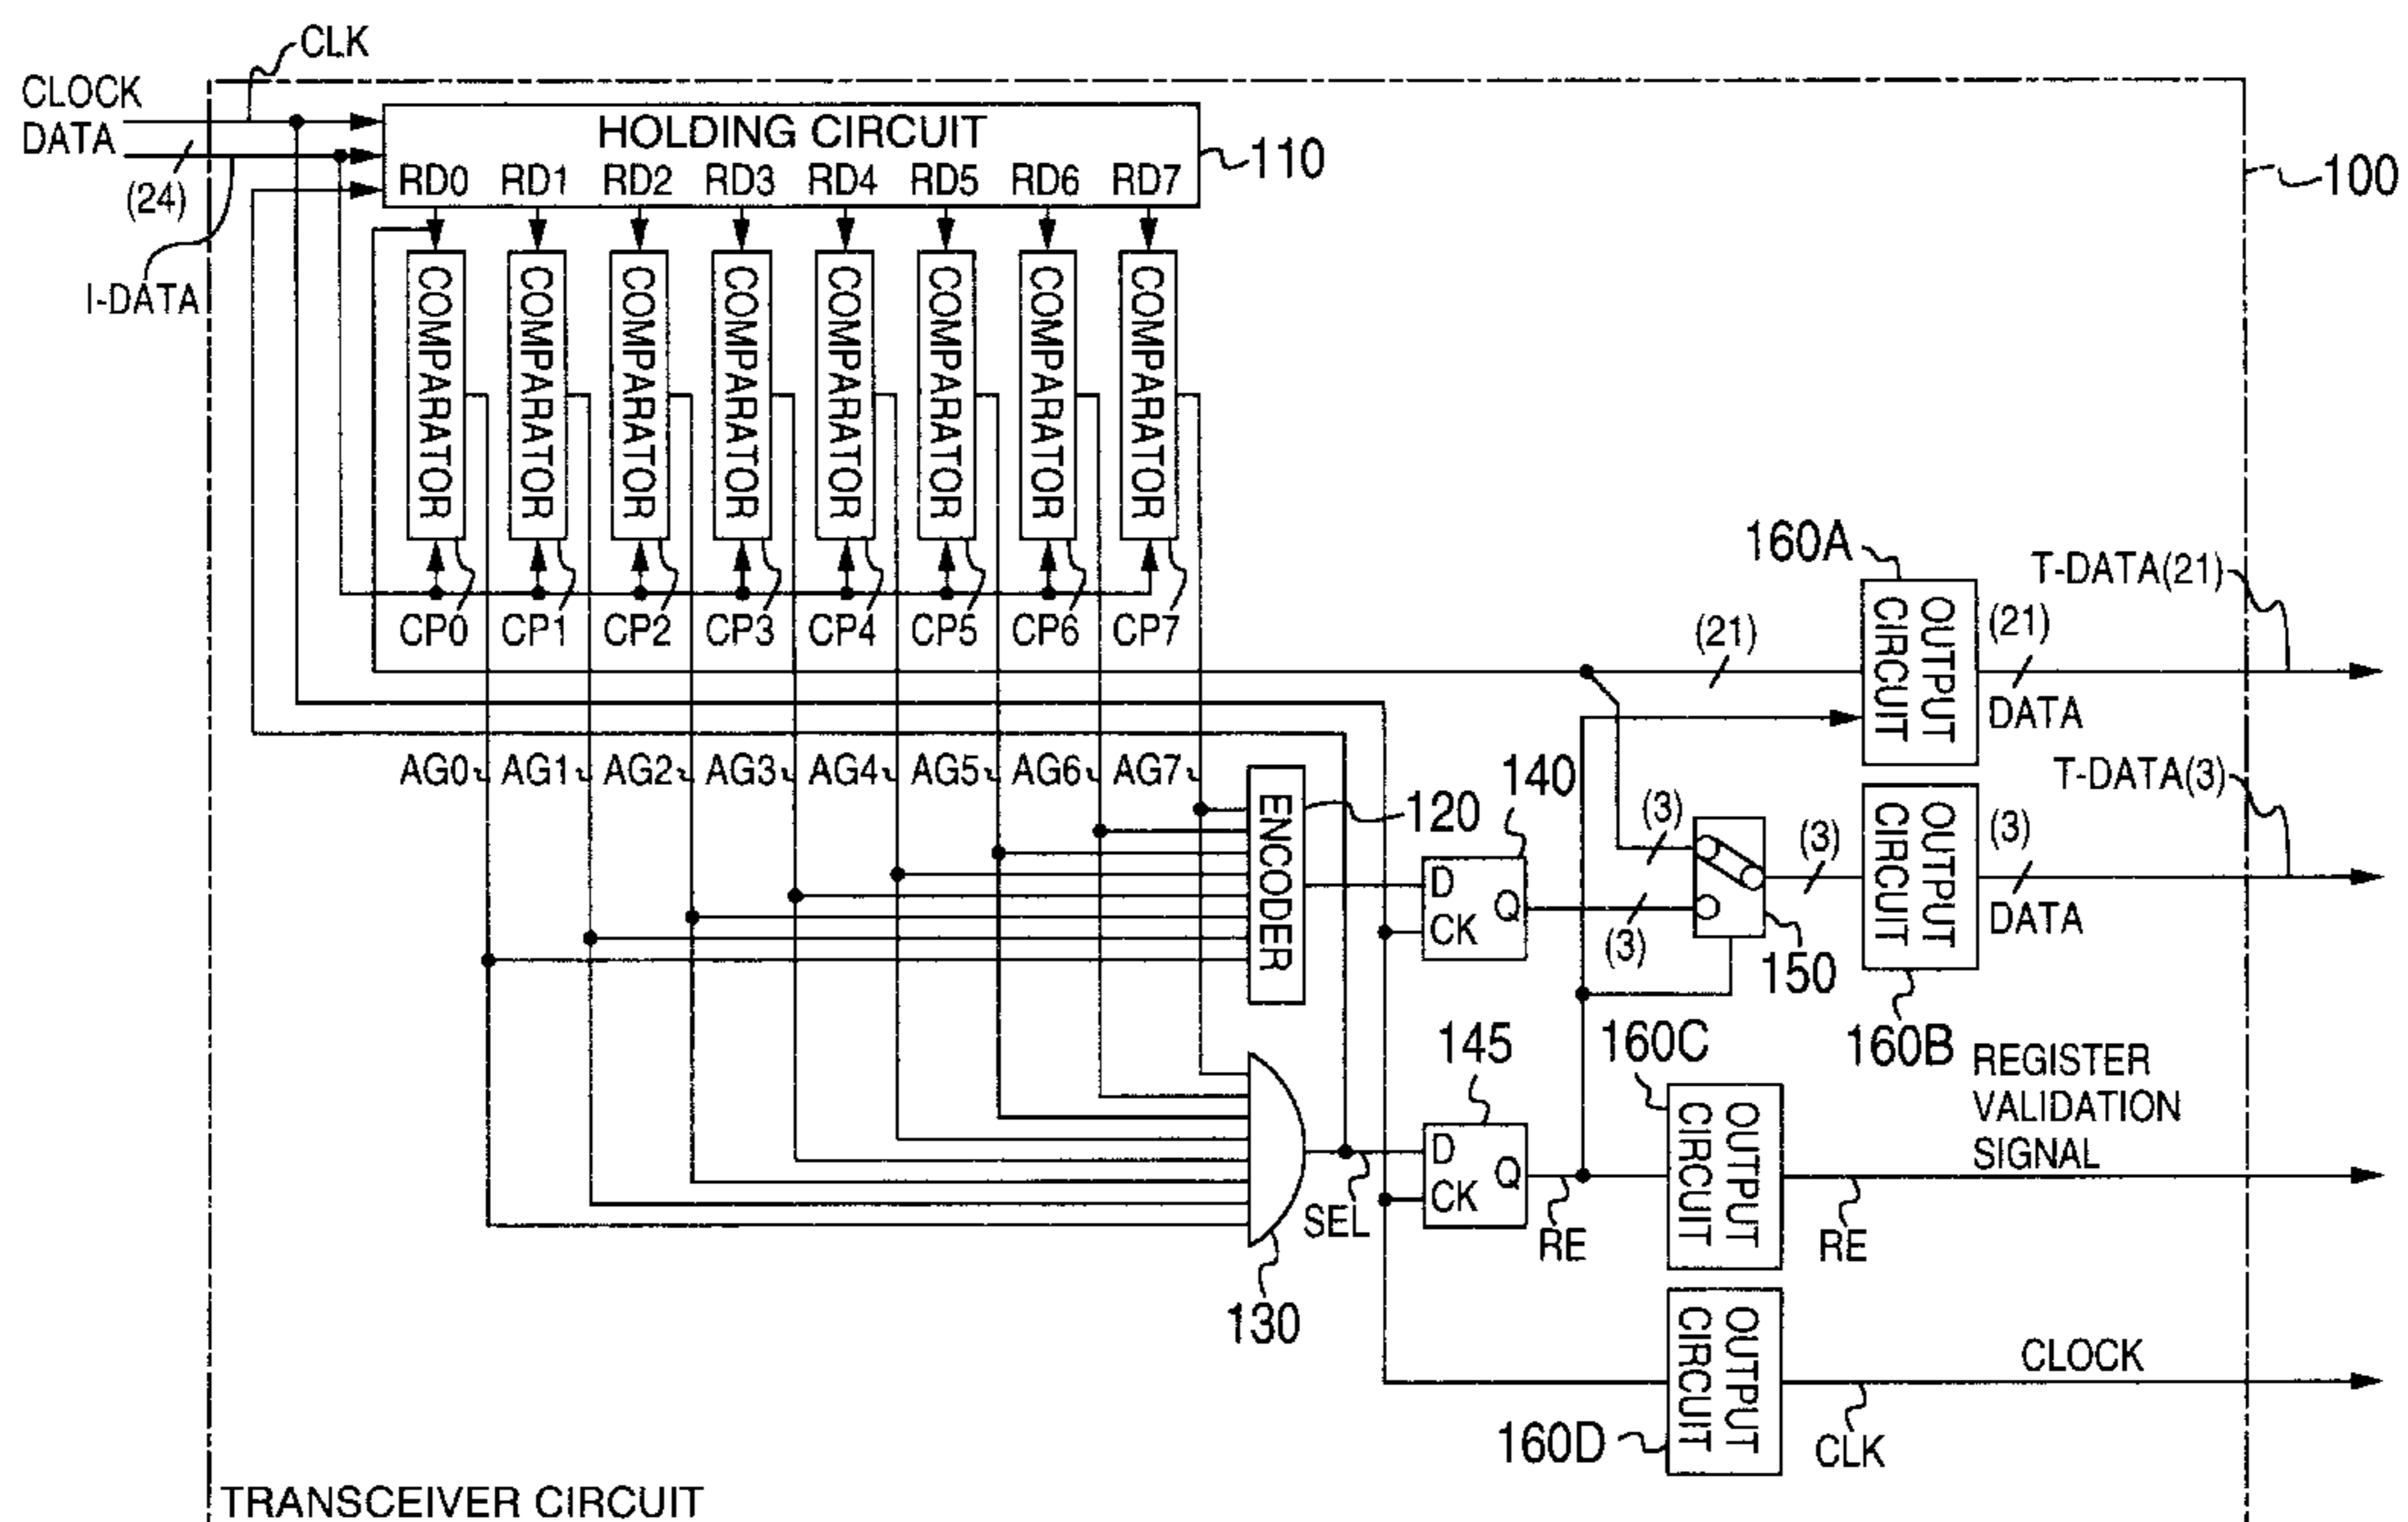 CLK
CLOCK
DATA
(24)
I-DATA
HOLDING CIRCUIT
RD0 RD1 RD2 RD3 RD4 RD5 RD6 RD7
110
100
COMPARATOR
COMPARATOR
COMPARATOR
COMPARATOR
COMPARATOR
COMPARATOR
COMPARATOR
COMPARATOR
CP0 CP1 CP2 CP3 CP4 CP5 CP6 CP7
160A
T-DATA(21)
(21)
OUTPUT
CIRCUIT
(21)
DATA
AG0 AG1 AG2 AG3 AG4 AG5 AG6 AG7
ENCODER
120
140
D
CK
Q
(3)
(3)
150
(3)
T-DATA(3)
OUTPUT
CIRCUIT
(3)
DATA
160B
130
SEL
145
D
CK
Q
RE
160C
OUTPUT
CIRCUIT
REGISTER
VALIDATION
SIGNAL
RE
OUTPUT
CIRCUIT
160D
CLOCK
CLK
TRANSCEIVER CIRCUIT